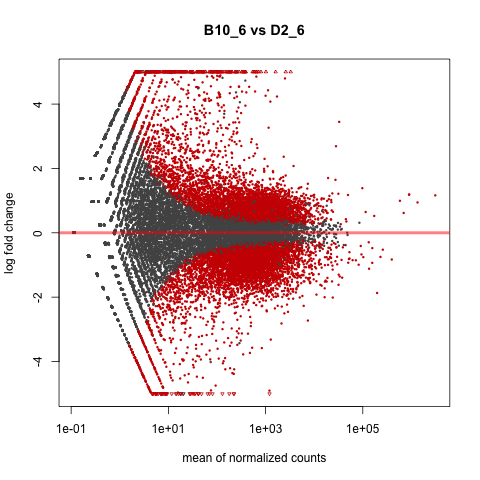 B10_6 vs D2_6
log fold change
4
2
0
-2
-4
1e-01
1e+01
1e+03
1e+05
mean of normalized counts